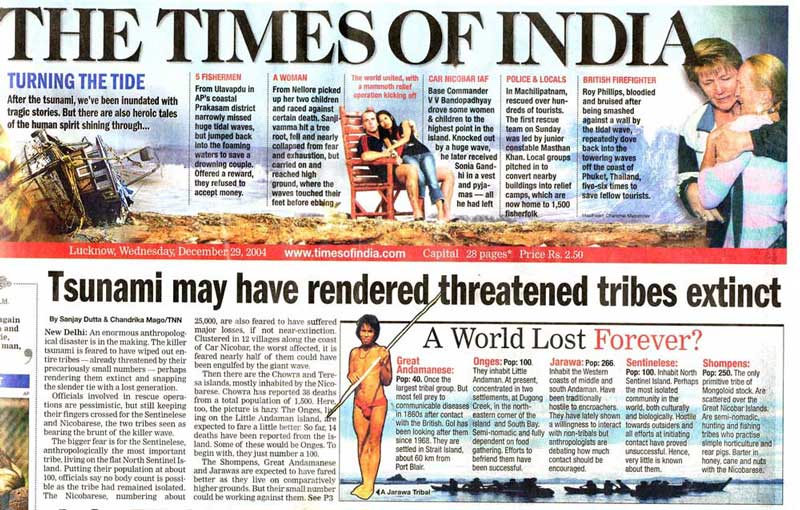 THE TIMES OF INDIA
TURNING THE TIDE
After the tsunami, we've been inundated with
tragic stories. But there are also heroic tales
of the human spirit shining through...
5 FISHERMEN
From Ulavapdu in
AP's coastal
Prakasam district
narrowly missed
huge tidal waves,
but jumped back
into the foaming
waters to save a
drowning couple.
Offered a reward,
they refused to
accept money.
A WOMAN
From Nellore picked
up her two children
and raced against
certain death. Sanji-
vamma hit a tree
root, fell and nearly
collapsed from fear
and exhaustion, but
carried on and
reached high
ground, where the
waves touched their
feet before ebbing
The world united, with
a mammoth relief
operation kicking off
CAR NICOBAR IAF
Base Commander
V V Bandopadhyay
drove some women
& children to the
highest point in the
island. Knocked out
by a huge wave,
he later received
Sonia Gand-
hi in a vest
and pyja-
mas — all
he had left
POLICE & LOCALS
In Machilipatnam,
rescued over hun-
dreds of tourists.
The first rescue
team on Sunday
was led by junior
constable Masthan
Khan. Local groups
pitched in to
convert nearby
buildings into relief
camps, which are
now home to 1,500
fisherfolk
BRITISH FIREFIGHTER
Roy Phillips, bloodied
and bruised after
being smashed
against a wall by
the tidal wave,
repeatedly dove
back into the
towering waves
off the coast of
Phuket, Thailand,
five-six times to
save fellow tourists.
Lucknow, Wednesday, December 29, 2004 www.timesofindia.com Capital 28 pages* Price Rs. 2.50
again
and
ie,
man,
Tsunami may have rendered threatened tribes extinct
By Sanjay Dutta & Chandrika Mago/TNN
New Delhi: An enormous anthropolog-
ical disaster is in the making. The killer
tsunami is feared to have wiped out en-
tire tribes — already threatened by their
precariously small numbers — perhaps
rendering them extinct and snapping
the slender tie with a lost generation.
Officials involved in rescue opera-
tions are pessimistic, but still keeping
their fingers crossed for the Sentinelese
and Nicobarese, the two tribes seen as
bearing the brunt of the killer wave.
The bigger fear is for the Sentinelese,
anthropologically the most important
tribe, living on the flat North Sentinel Is-
land. Putting their population at about
100, officials say no body count is possi-
ble as the tribe had remained isolated.
The Nicobarese, numbering about
25,000, are also feared to have suffered
major losses, if not near-extinction.
Clustered in 12 villages along the coast
of Car Nicobar, the worst affected, it is
feared nearly half of them could have
been engulfed by the giant wave.
Then there are the Chowra and Tere-
sa islands, mostly inhabited by the Nico-
barese. Chowra has reported 38 deaths
from a total population of 1,500. Here,
too, the picture is hazy. The Onges, liv-
ing on the Little Andaman island, are
expected to fare a little better: So far, 14
deaths have been reported from the is-
land. Some of these would be Onges. To
begin with, they just number a 100.
The Shompens, Great Andamanese
and Jarawas are expected to have fared
better as they live on comparatively
higher grounds. But their small number
could be working against them. See P3
A World Lost Forever?
Great
Andamanese:
Pop: 40. Once the
largest tribal group. But
most fell prey to
communicable diseases
in 1860s after contact
with the British. GoI has
been looking after them
since 1968. They are
settled in Strait Island,
about 60 km from
Port Blair.
Onges: Pop: 100.
They inhabit Little
Andaman. At present,
concentrated in two
settlements, at Dugong
Creek, in the north-
eastern corner of the
island and South Bay.
Semi-nomadic and fully
dependent on food
gathering. Efforts to
befriend them have
been successful.
Jarawa: Pop: 266.
Inhabit the Western
coasts of middle and
south Andaman. Have
been traditionally
hostile to encroachers.
They have lately shown
a willingness to interact
with non-tribals but
anthropologists are
debating how much
contact should be
encouraged.
Sentinelese:
Pop: 100. Inhabit North
Sentinel Island. Perhaps
the most isolated
community in the
world, both culturally
and biologically. Hostile
towards outsiders and
all efforts at initiating
contact have proved
unsuccessful. Hence,
very little is known
about them.
Shompens:
Pop: 250. The only
primitive tribe of
Mongoloid stock. Are
scattered over the
Great Nicobar Islands.
Are semi-nomadic
hunting and fishing
tribes who practise
simple horticulture and
rear pigs. Barter in
honey, cane and nuts
with the Nicobarese.
A Jarawa Tribal